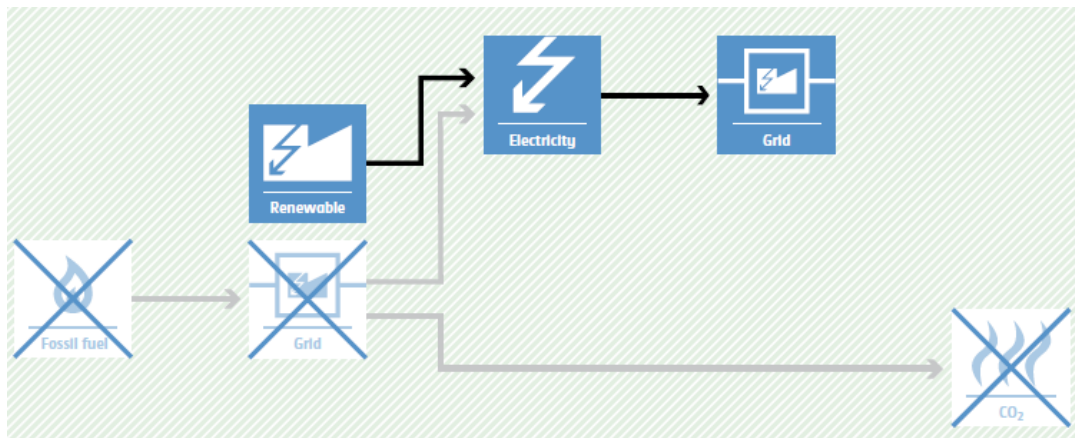 Electricity
Grid
Renewable
Fossil fuel
Grid
CO₂